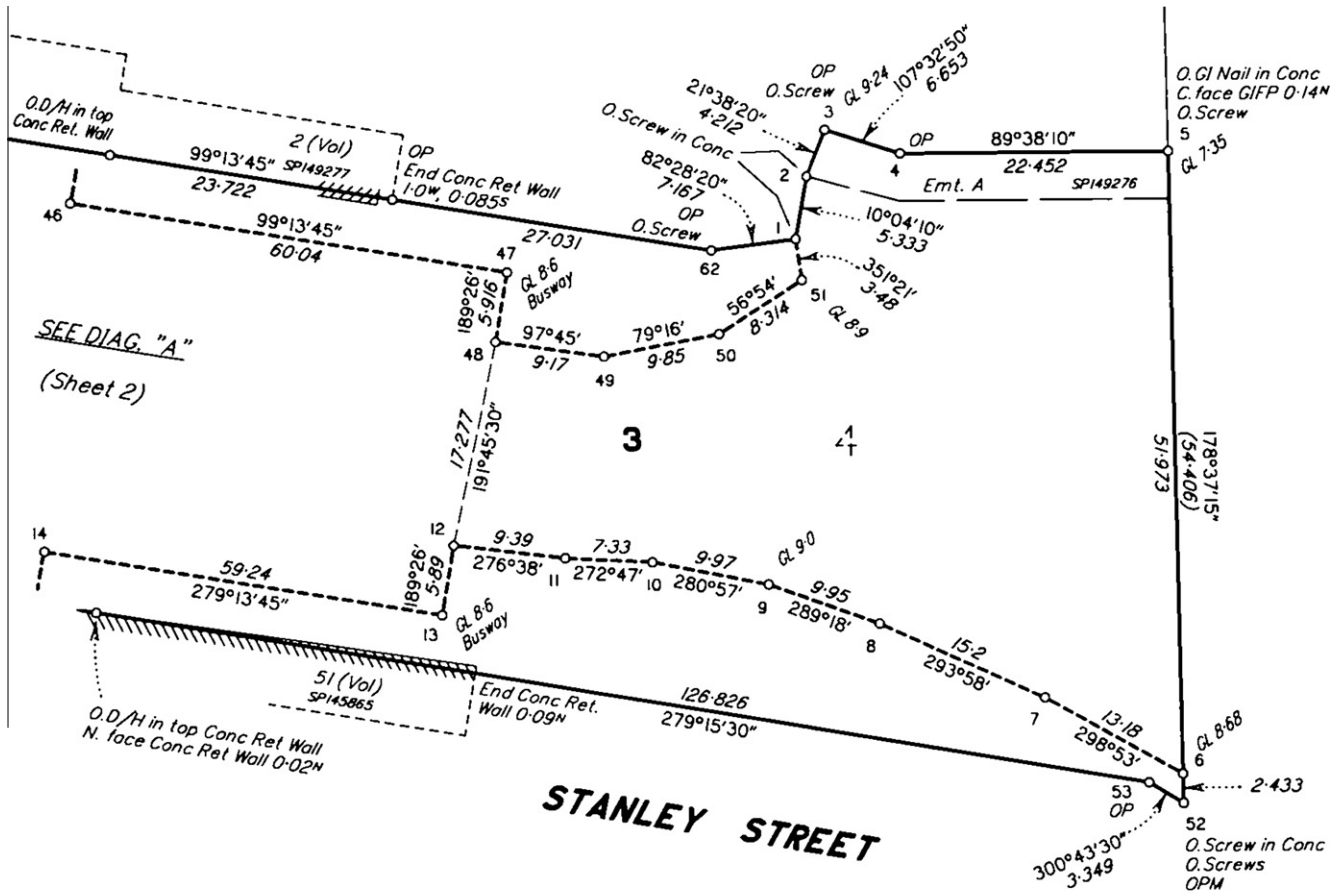 O.D/H in top
Conc Ret. Wall
2 (Vol)
SP149277
99°13'45"
23·722
OP
End Conc Ret Wall
1·0W, 0·085S
27·031
OP
O.Screw
62
82°28'20"
7·167
O.Screw in Conc
1
2
21°38'20"
4·212
OP
O.Screw
3
GL 9·24
107°32'50"
6·653
OP
4
89°38'10"
22·452
Emt. A
SP149276
O. GI Nail in Conc
C. face GIFP 0·14N
O.Screw
5
GL 7·35
10°04'10"
5·333
351°21'
3·48
51
GL 8·9
46
99°13'45"
60·04
47
GL 8·6
Busway
189°26'
5·916
48
97°45'
9·17
49
79°16'
9·85
50
56°54'
8·314
SEE DIAG. "A"
(Sheet 2)
17·277
191°45'30"
3
4
T
178°37'15"
(54·406)
51·973
14
59·24
279°13'45"
12
189°26'
5·89
13
GL 8·6
Busway
9·39
276°38'
11
7·33
272°47'
10
9·97
280°57'
9
GL 9·0
9·95
289°18'
8
15·2
293°58'
7
13·18
298°53'
6
GL 8·68
2·433
51 (Vol)
SP145865
End Conc Ret.
Wall 0·09N
126·826
279°15'30"
O.D/H in top Conc Ret Wall
N. face Conc Ret Wall 0·02N
STANLEY STREET
53
OP
300°43'30"
3·349
52
O.Screw in Conc
O.Screws
OPM